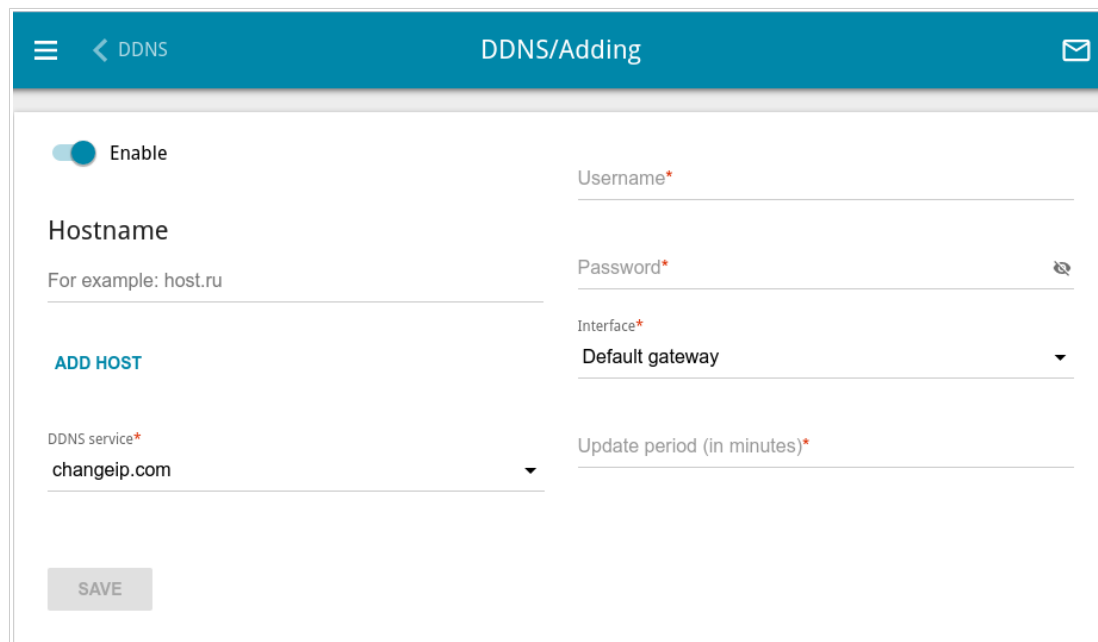 DDNS
DDNS/Adding
Enable
Hostname
For example: host.ru
ADD HOST
DDNS service*
changeip.com
SAVE
Username*
Password*
Interface*
Default gateway
Update period (in minutes)*